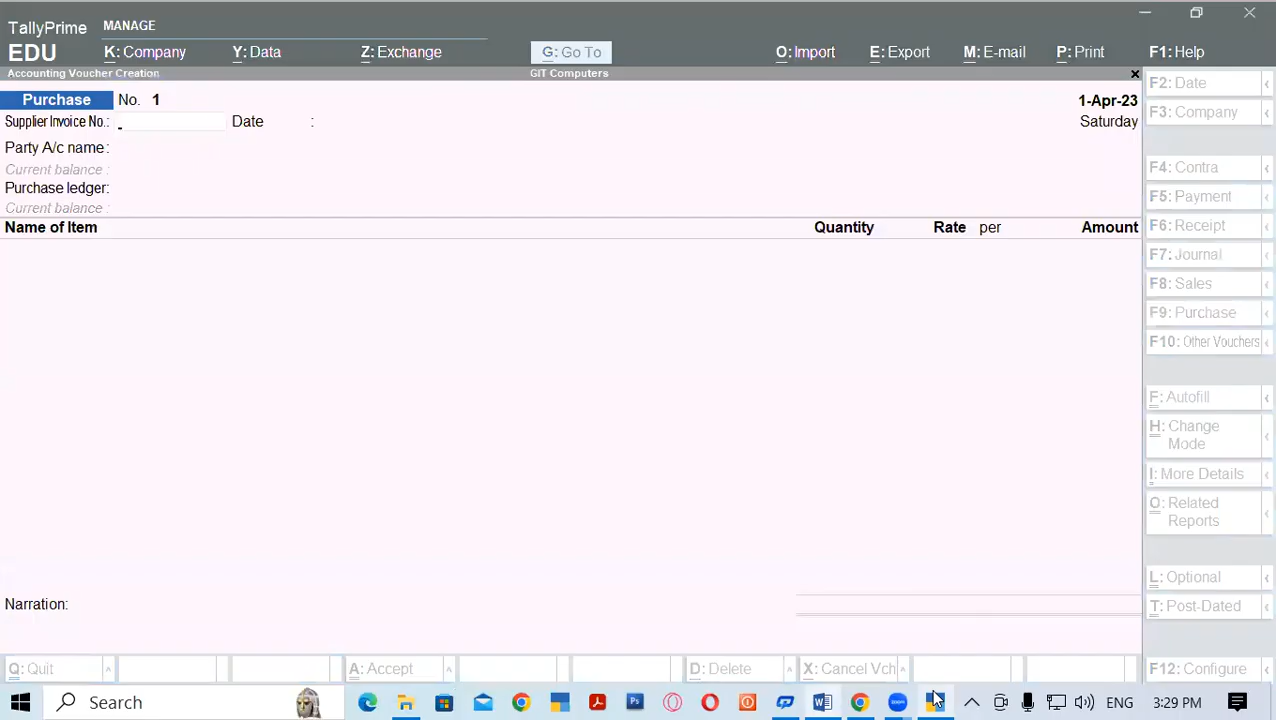 TallyPrime
MANAGE
EDU
K: Company
Y: Data
Z: Exchange
G: Go To
O: Import
E: Export
M: E-mail
P: Print
F1: Help
Accounting Voucher Creation
GIT Computers
Purchase No. 1
1-Apr-23
Supplier Invoice No.:
Date :
Saturday
Party A/c name :
Current balance :
Purchase ledger:
Current balance :
Name of Item
Quantity
Rate per
Amount
Narration:
F2: Date
F3: Company
F4: Contra
F5: Payment
F6: Receipt
F7: Journal
F8: Sales
F9: Purchase
F10: Other Vouchers
F: Autofill
H: Change
Mode
I: More Details
O: Related
Reports
L: Optional
T: Post-Dated
Q: Quit
A: Accept
D: Delete
X: Cancel Vch
F12: Configure
Search
Ps
zoom
ENG
3:29 PM